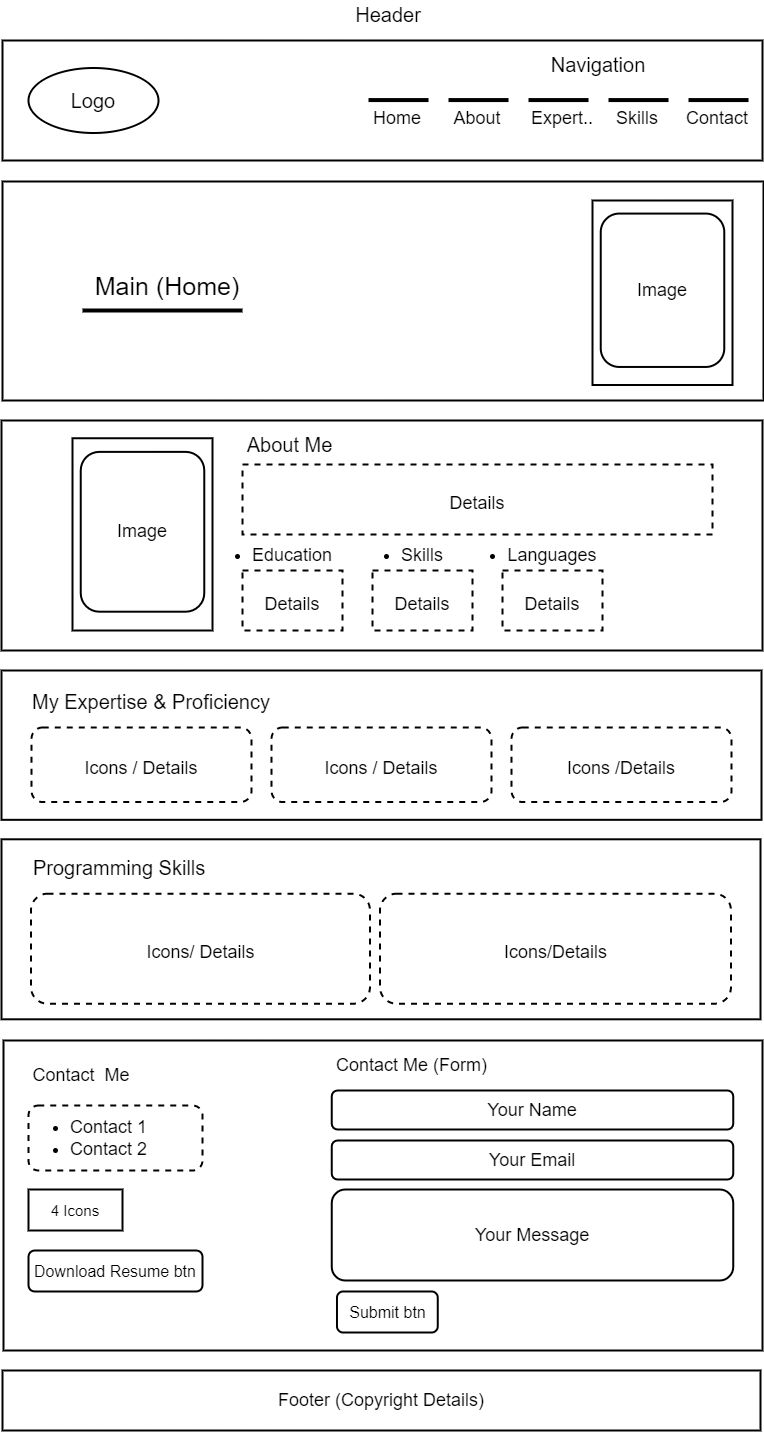 Header
Logo
Navigation
Home
About
Expert..
Skills
Contact
Main (Home)
Image
Image
About Me
Details
• Education
• Skills
• Languages
Details
Details
Details
My Expertise & Proficiency
Icons / Details
Icons / Details
Icons /Details
Programming Skills
Icons/ Details
Icons/Details
Contact  Me
• Contact 1
• Contact 2
4 Icons
Download Resume btn
Contact Me (Form)
Your Name
Your Email
Your Message
Submit btn
Footer (Copyright Details)